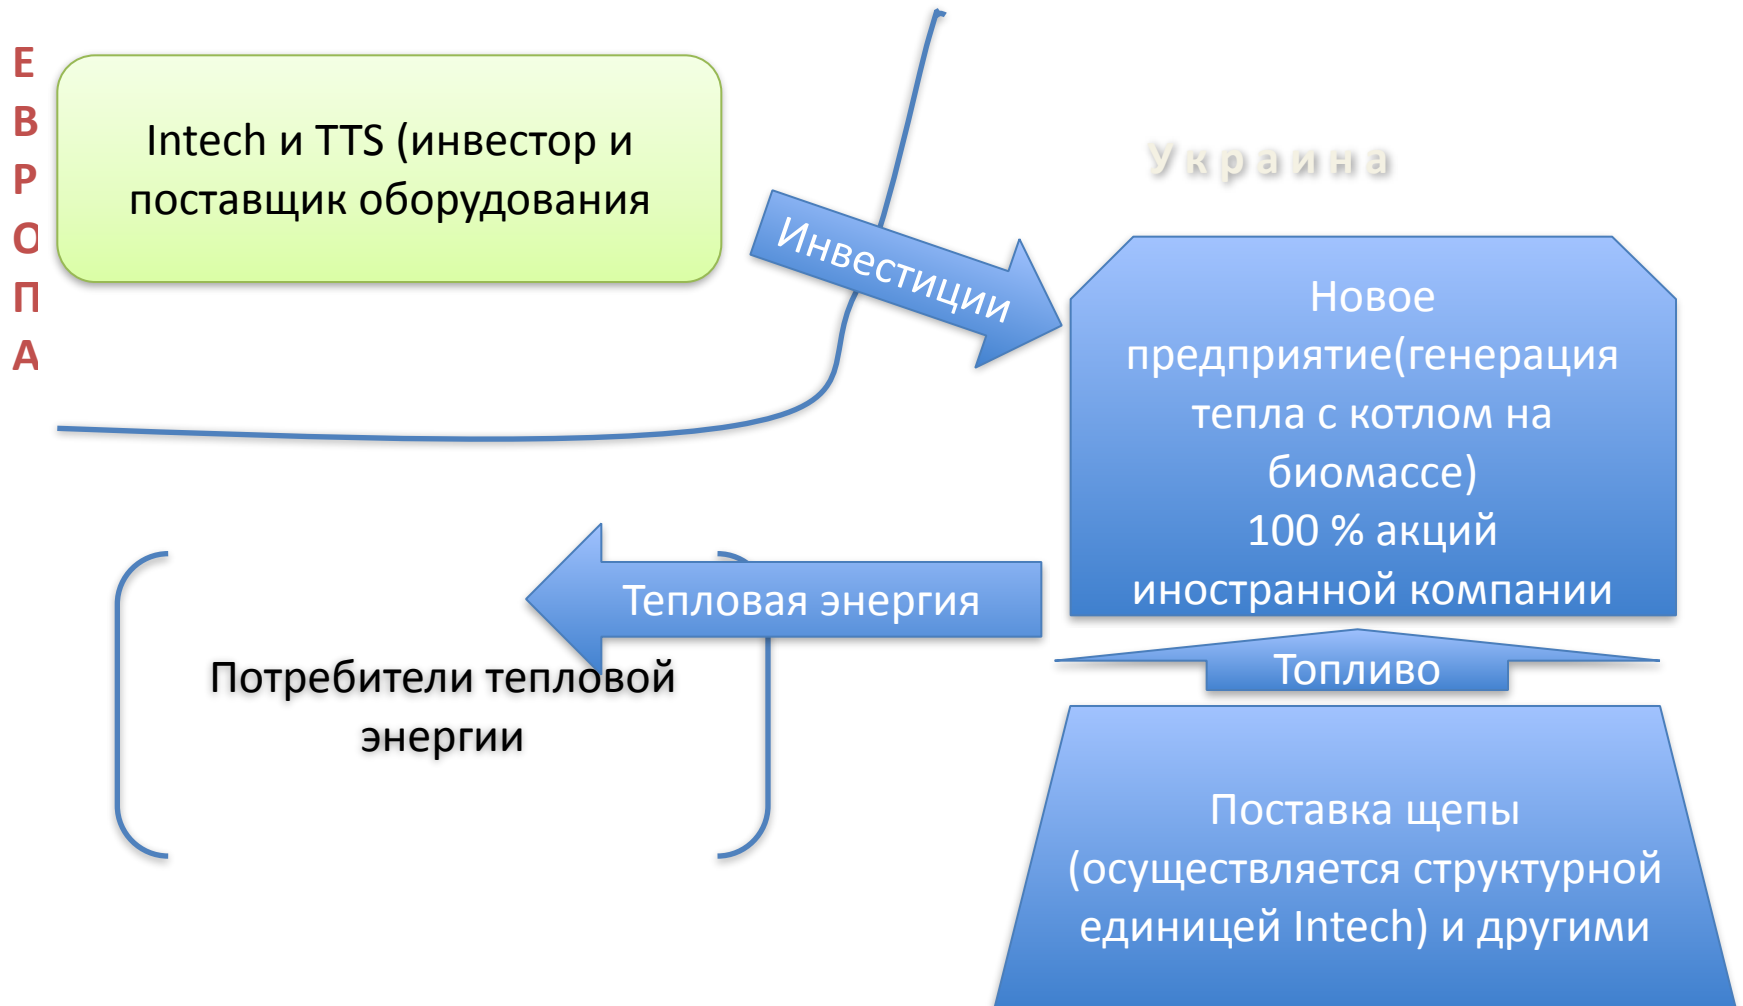 Е
В
Р
О
П
А
Intech и TTS (инвестор и
поставщик оборудования
Украина
Инвестиции
Новое
предприятие(генерация
тепла с котлом на
биомассе)
100 % акций
иностранной компании
Тепловая энергия
Потребители тепловой
энергии
Топливо
Поставка щепы
(осуществляется структурной
единицей Intech) и другими